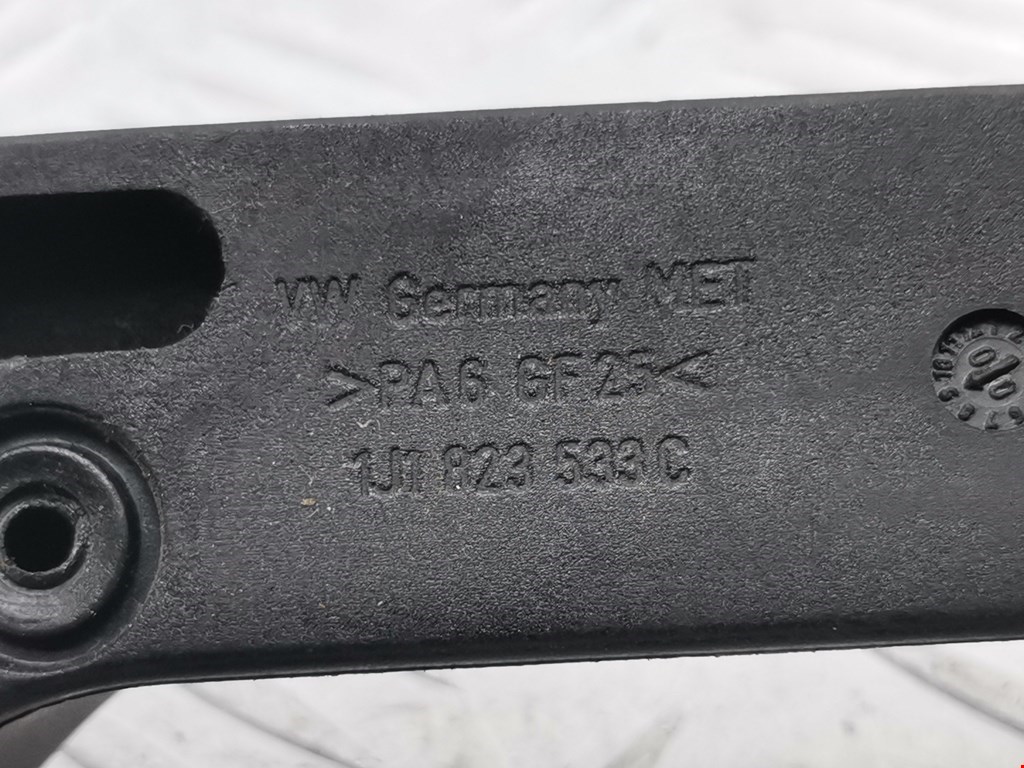 VW Germany MET
>PA6 GF25<
1J1 823 533 C